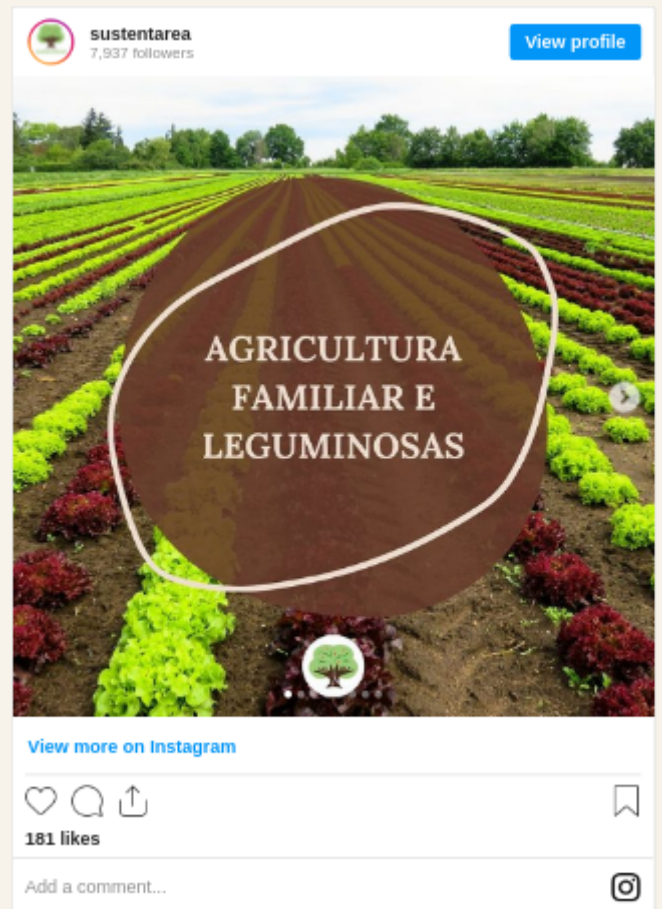 sustentarea
7,937 followers
View profile
AGRICULTURA
FAMILIAR E
LEGUMINOSAS
View more on Instagram
181 likes
Add a comment...